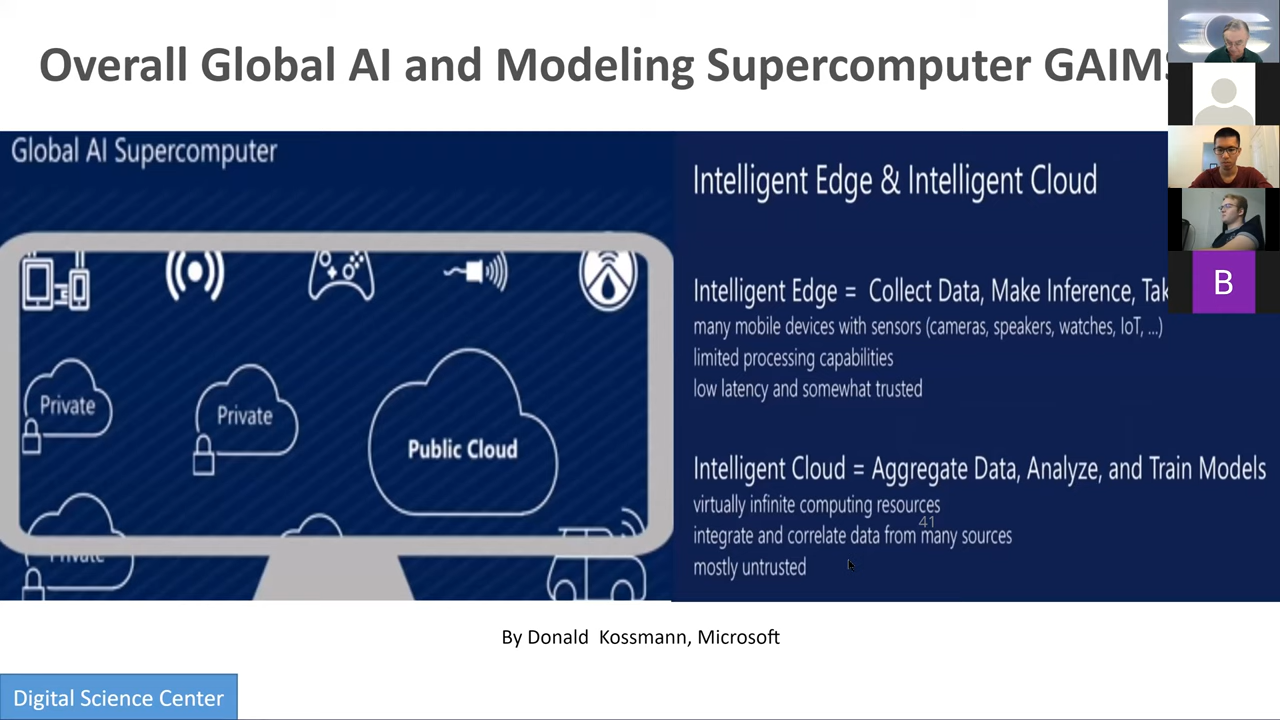 Overall Global AI and Modeling Supercomputer GAIMS
Global AI Supercomputer
Private
Private
Public Cloud
Private
Intelligent Edge & Intelligent Cloud
Intelligent Edge = Collect Data, Make Inference, Tak
many mobile devices with sensors (cameras, speakers, watches, IoT, ...)
limited processing capabilities
low latency and somewhat trusted
Intelligent Cloud = Aggregate Data, Analyze, and Train Models
virtually infinite computing resources
41
integrate and correlate data from many sources
mostly untrusted
By Donald Kossmann, Microsoft
Digital Science Center
B